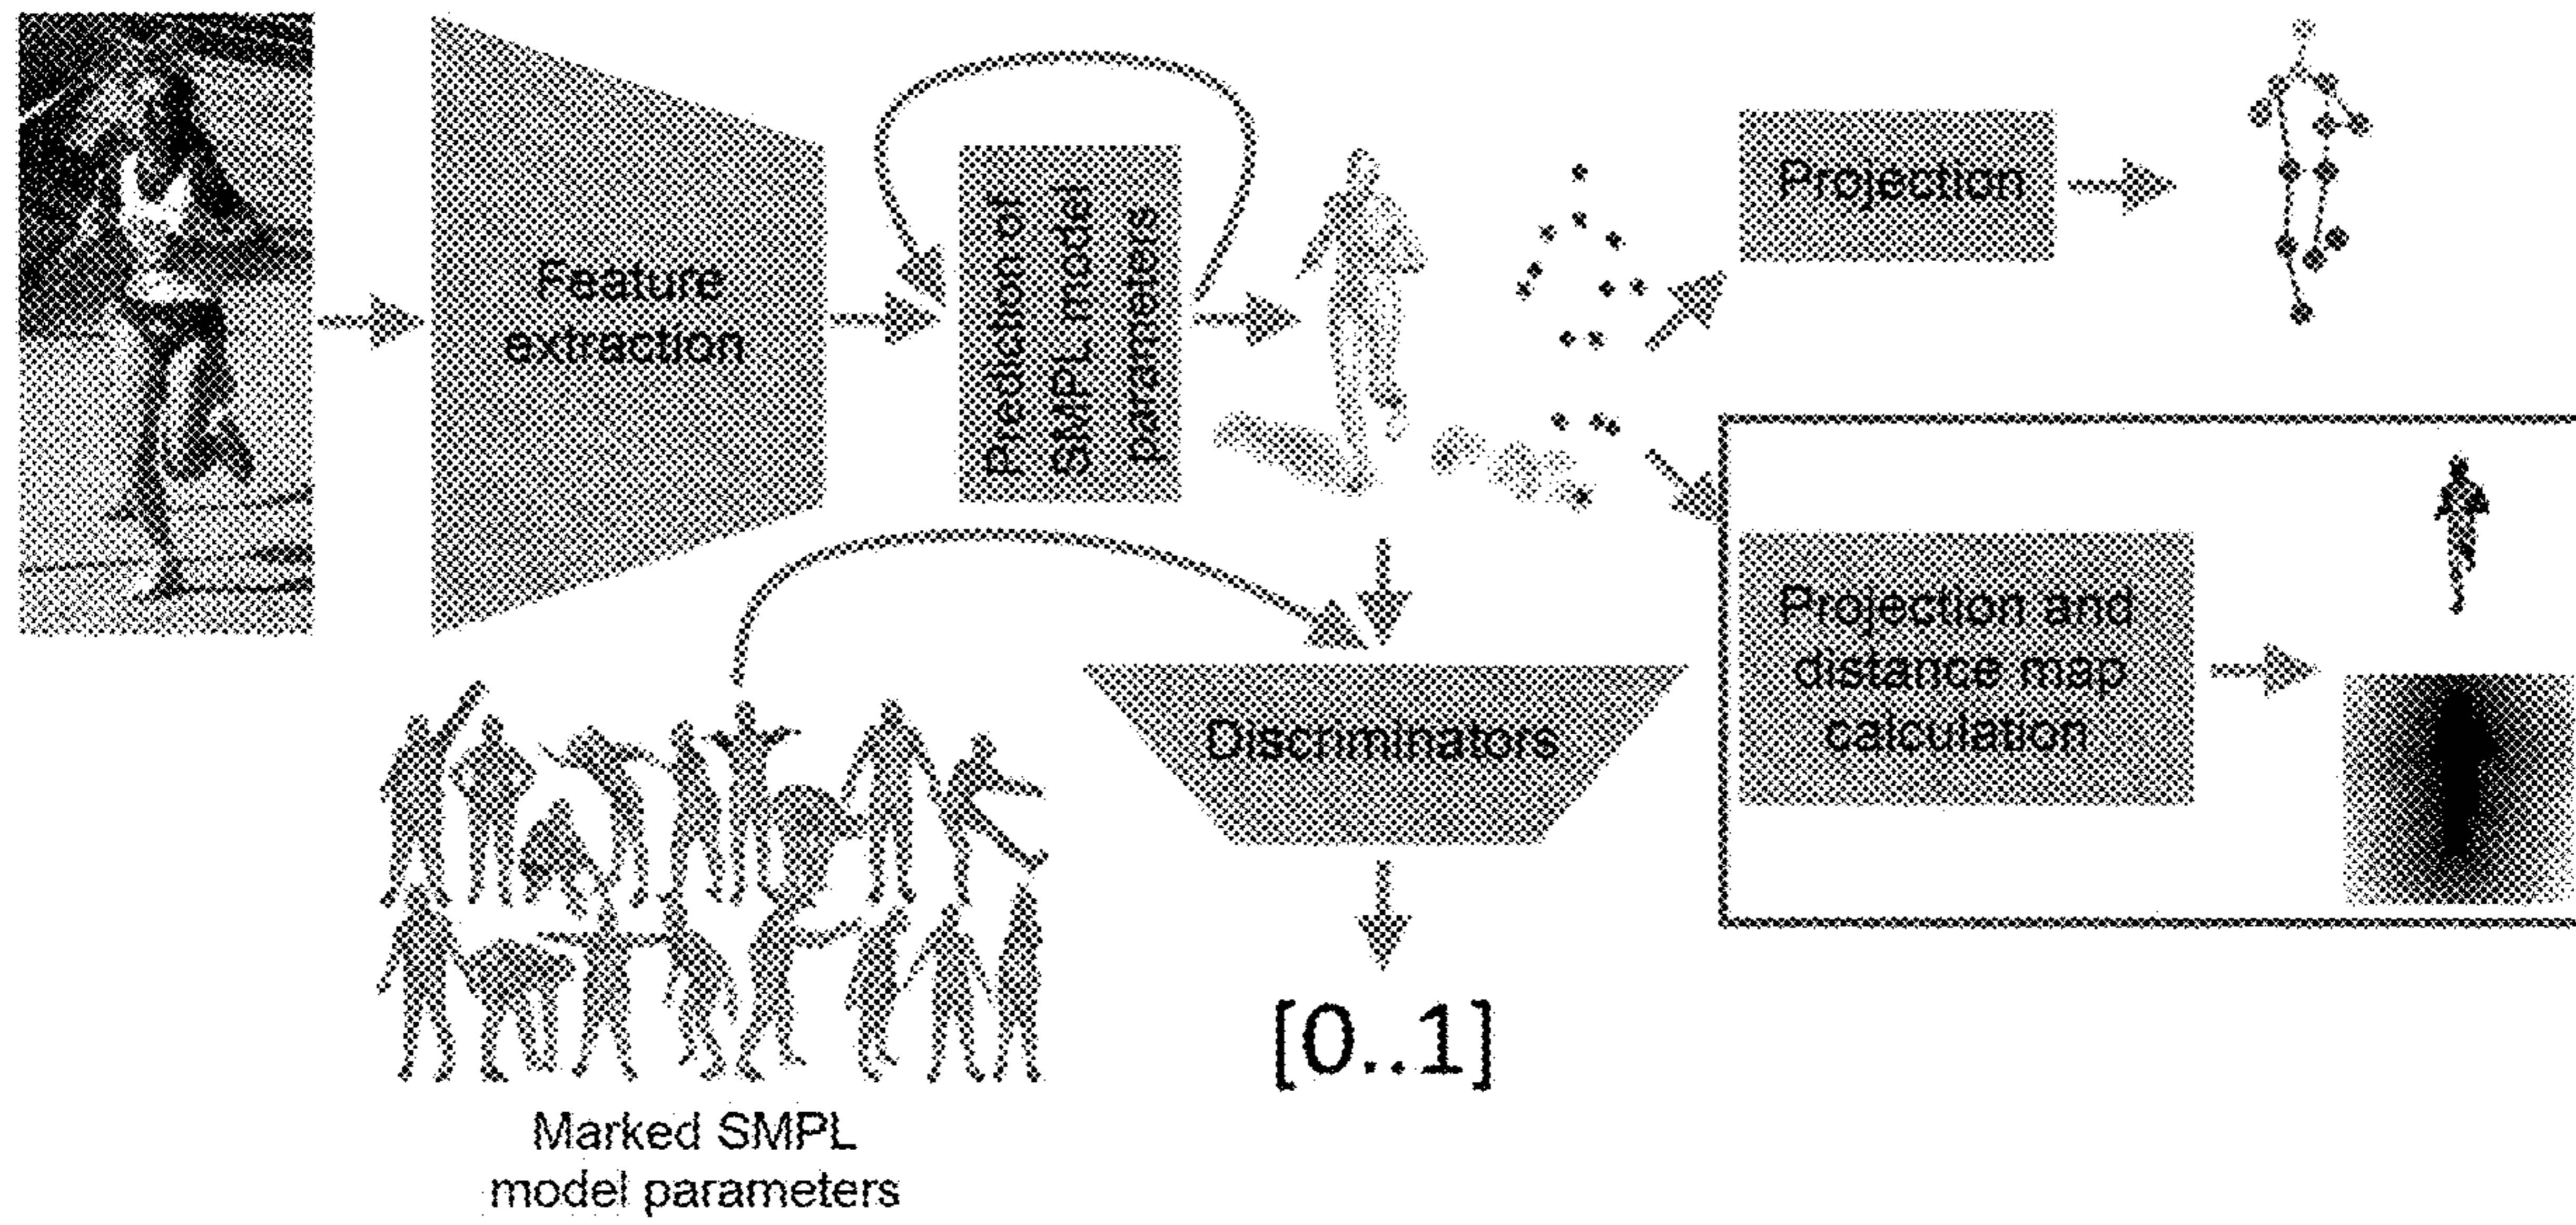 Feature
extraction
Prediction of
SMPL model
parameters
Projection
Projection and
distance map
calculation
Discriminators
[0..1]
Marked SMPL
model parameters